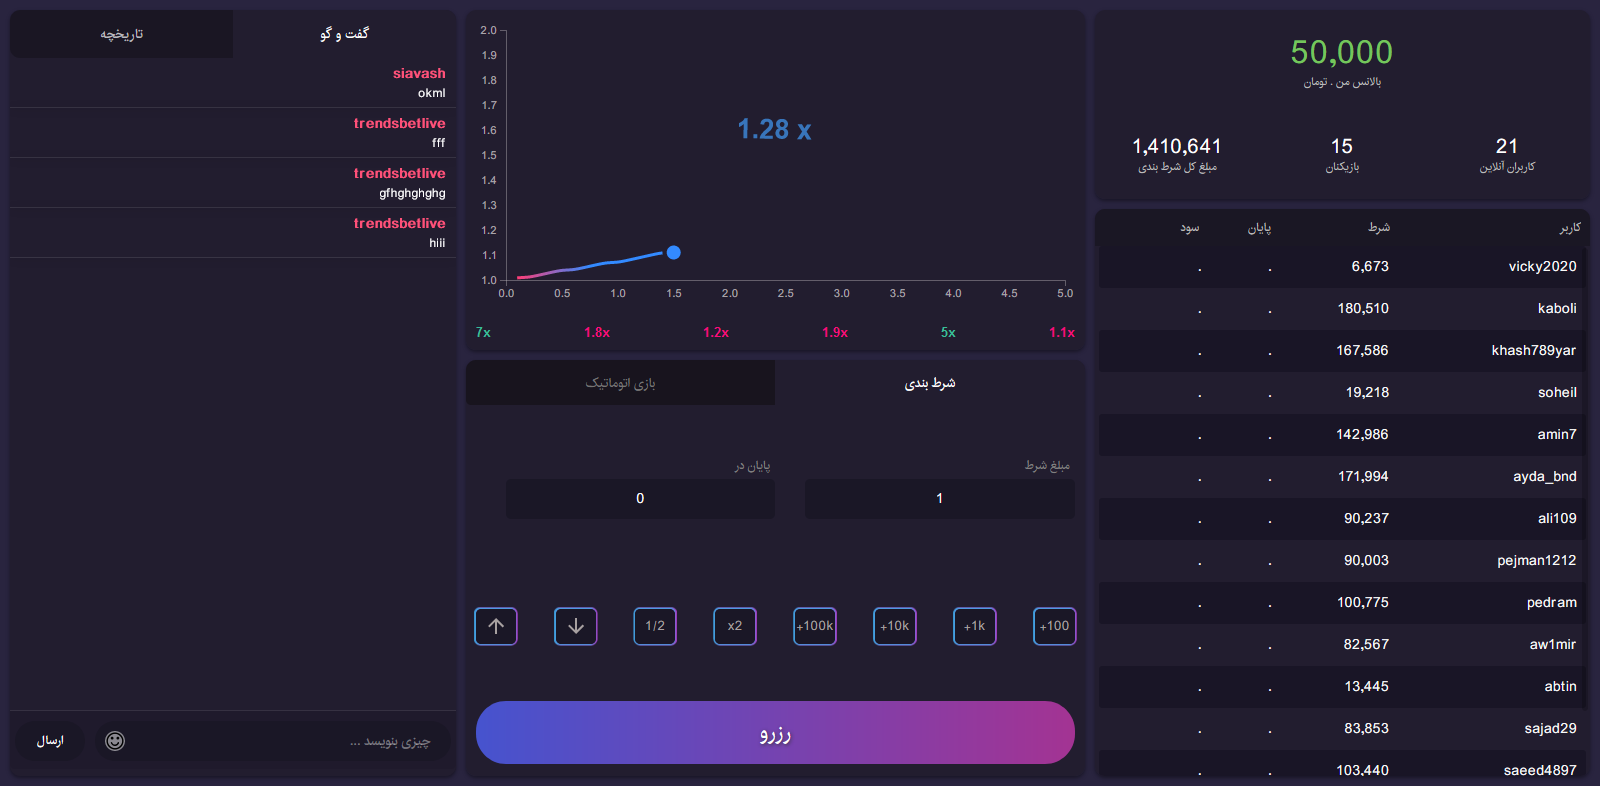 50,000
بالانس من . تومان
21
کاربران آنلاین
15
بازیکنان
1,410,641
مبلغ کل شرط بندی
کاربر شرط پایان سود
vicky2020 6,673 . .
kaboli 180,510 . .
khash789yar 167,586 . .
soheil 19,218 . .
amin7 142,986 . .
ayda_bnd 171,994 . .
ali109 90,237 . .
pejman1212 90,003 . .
pedram 100,775 . .
aw1mir 82,567 . .
abtin 13,445 . .
sajad29 83,853 . .
saeed4897 103,440 . .
2.0
1.9
1.8
1.7
1.6
1.5
1.4
1.3
1.2
1.1
1.0
1.28 x
0.0 0.5 1.0 1.5 2.0 2.5 3.0 3.5 4.0 4.5 5.0
7x 1.8x 1.2x 1.9x 5x 1.1x
شرط بندی
بازی اتوماتیک
مبلغ شرط
1
پایان در
0
1/2 x2 +100k +10k +1k +100
رزرو
گفت و گو
تاریخچه
siavash
okml
trendsbetlive
fff
trendsbetlive
gfhghghghg
trendsbetlive
hiii
چیزی بنویسد ...
ارسال